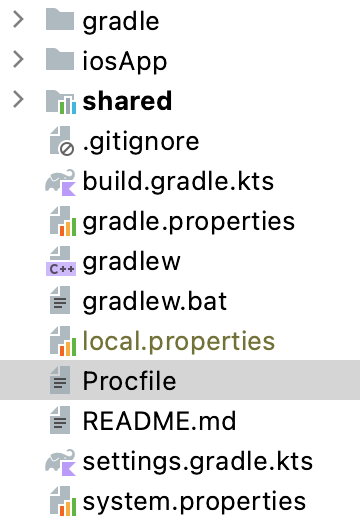 gradle
iosApp
shared
.gitignore
build.gradle.kts
gradle.properties
C++ gradlew
gradlew.bat
local.properties
Procfile
README.md
settings.gradle.kts
system.properties